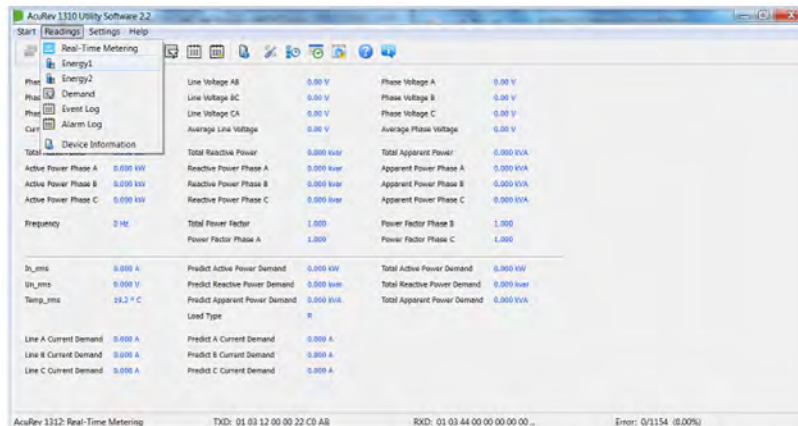 AcuRev 1310 Utility Software 2.2
Start Readings Settings Help
Real-Time Metering
Energy1
Energy2
Demand
Event Log
Alarm Log
Device Information
Line Voltage AB 0.00 V Phase Voltage A 0.00 V
Line Voltage BC 0.00 V Phase Voltage B 0.00 V
Line Voltage CA 0.00 V Phase Voltage C 0.00 V
Average Line Voltage 0.00 V Average Phase Voltage 0.00 V
Total Reactive Power 0.000 kvar Total Apparent Power 0.000 kVA
Active Power Phase A 0.000 kW Reactive Power Phase A 0.000 kvar Apparent Power Phase A 0.000 kVA
Active Power Phase B 0.000 kW Reactive Power Phase B 0.000 kvar Apparent Power Phase B 0.000 kVA
Active Power Phase C 0.000 kW Reactive Power Phase C 0.000 kvar Apparent Power Phase C 0.000 kVA
Frequency 0 Hz Total Power Factor 1.000 Power Factor Phase B 1.000
Power Factor Phase A 1.000 Power Factor Phase C 1.000
In_rms 0.000 A Predict Active Power Demand 0.000 kW Total Active Power Demand 0.000 kW
Un_rms 0.000 V Predict Reactive Power Demand 0.000 kvar Total Reactive Power Demand 0.000 kvar
Temp_rms 19.2 ° C Predict Apparent Power Demand 0.000 kVA Total Apparent Power Demand 0.000 kVA
Load Type R
Line A Current Demand 0.000 A Predict A Current Demand 0.000 A
Line B Current Demand 0.000 A Predict B Current Demand 0.000 A
Line C Current Demand 0.000 A Predict C Current Demand 0.000 A
AcuRev 1312: Real-Time Metering TXD: 01 03 12 00 00 22 C0 AB RXD: 01 03 44 00 00 00 00 00 ... Error: 0/1154 (0.00%)